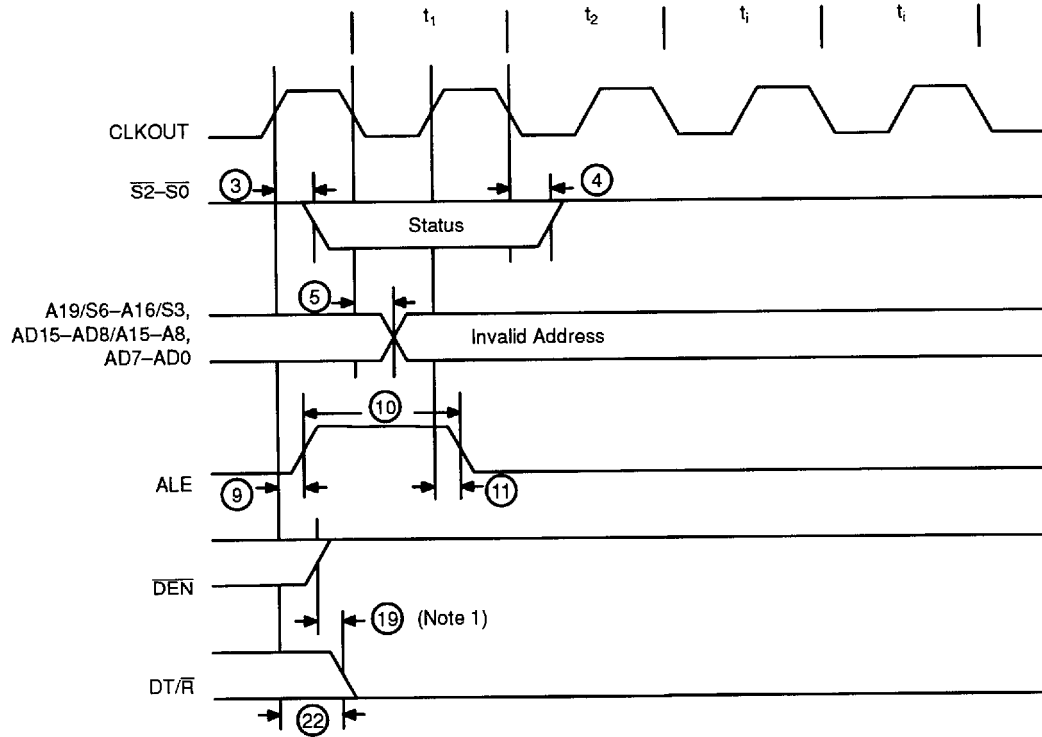 t1 t2 ti ti
CLKOUT
S2–S0
3
4
Status
5
A19/S6–A16/S3,
AD15–AD8/A15–A8,
AD7–AD0
Invalid Address
10
ALE
9
11
DEN
19 (Note 1)
DT/R
22